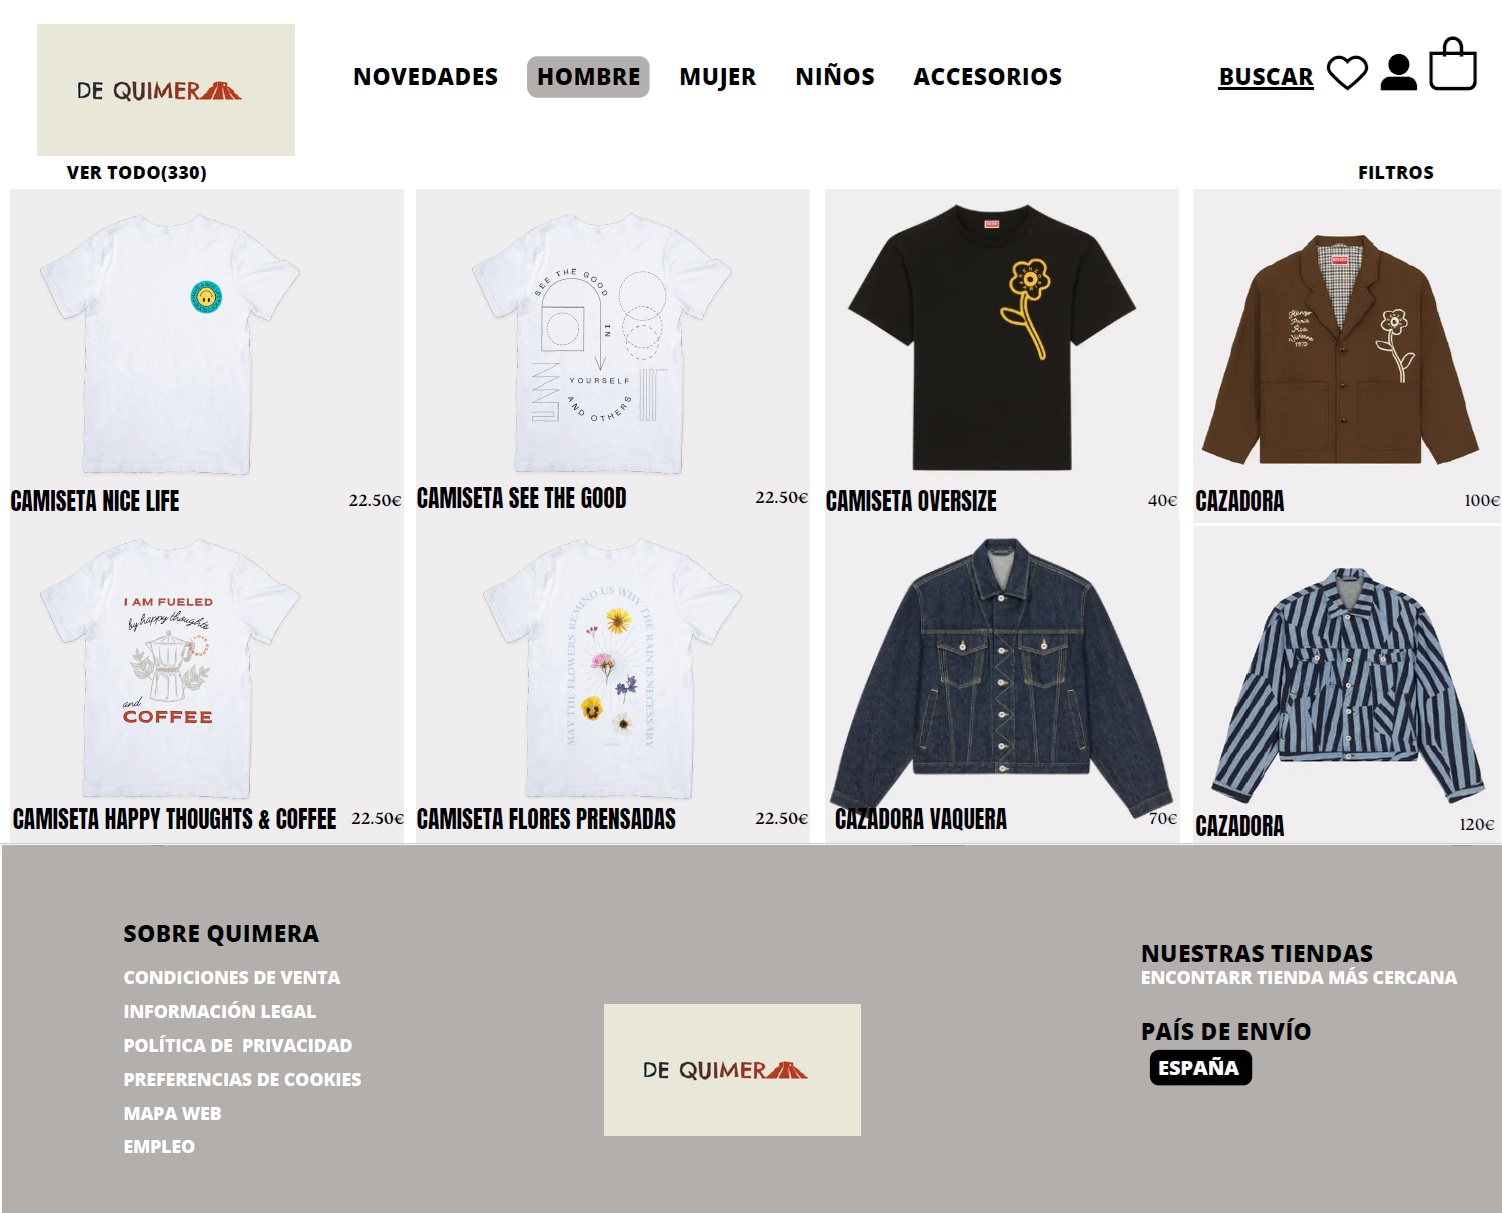 DE QUIMERA
NOVEDADES HOMBRE MUJER NIÑOS ACCESORIOS
BUSCAR
VER TODO(330)
FILTROS
SEE THE GOOD
IN
YOURSELF
AND OTHERS
Kenzo
Paris
Rue
Vivienne
1970
CAMISETA NICE LIFE 22.50€
CAMISETA SEE THE GOOD 22.50€
CAMISETA OVERSIZE 40€
CAZADORA 100€
I AM FUELED
by happy thoughts
and
COFFEE
MAY THE FLOWERS REMIND US WHY THE RAIN IS NECESSARY
CAMISETA HAPPY THOUGHTS & COFFEE 22.50€
CAMISETA FLORES PRENSADAS 22.50€
CAZADORA VAQUERA 70€
CAZADORA 120€
SOBRE QUIMERA
CONDICIONES DE VENTA
INFORMACIÓN LEGAL
POLÍTICA DE PRIVACIDAD
PREFERENCIAS DE COOKIES
MAPA WEB
EMPLEO
DE QUIMERA
NUESTRAS TIENDAS
ENCONTARR TIENDA MÁS CERCANA
PAÍS DE ENVÍO
ESPAÑA